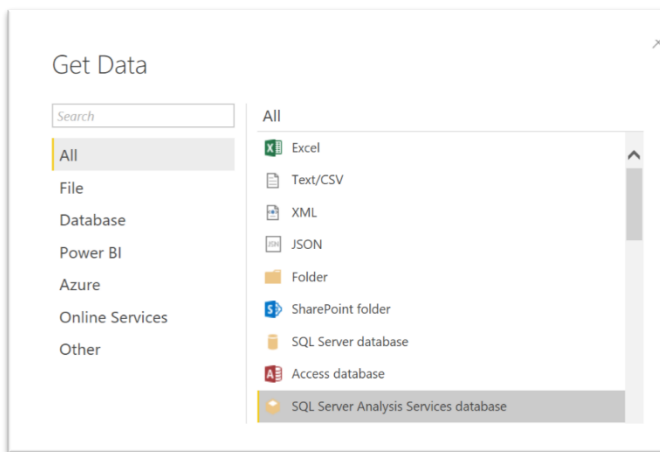 Get Data
Search
All
File
Database
Power BI
Azure
Online Services
Other
All
Excel
Text/CSV
XML
JSON
Folder
SharePoint folder
SQL Server database
Access database
SQL Server Analysis Services database